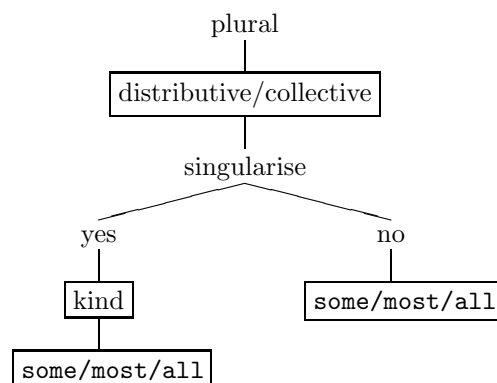 plural
distributive/collective
singularise
yes
no
kind
some/most/all
some/most/all